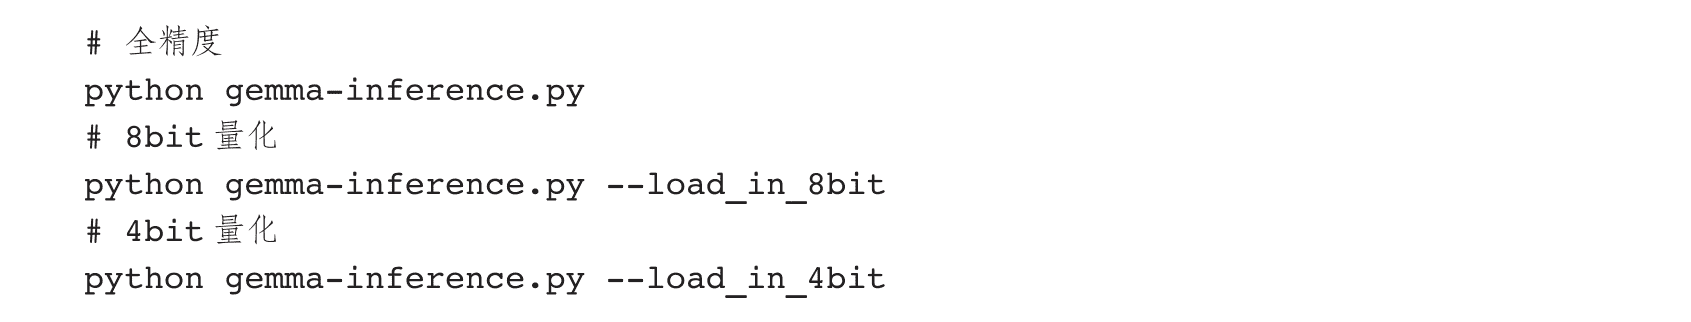 # 全精度
python gemma-inference.py
# 8bit 量化
python gemma-inference.py --load_in_8bit
# 4bit 量化
python gemma-inference.py --load_in_4bit